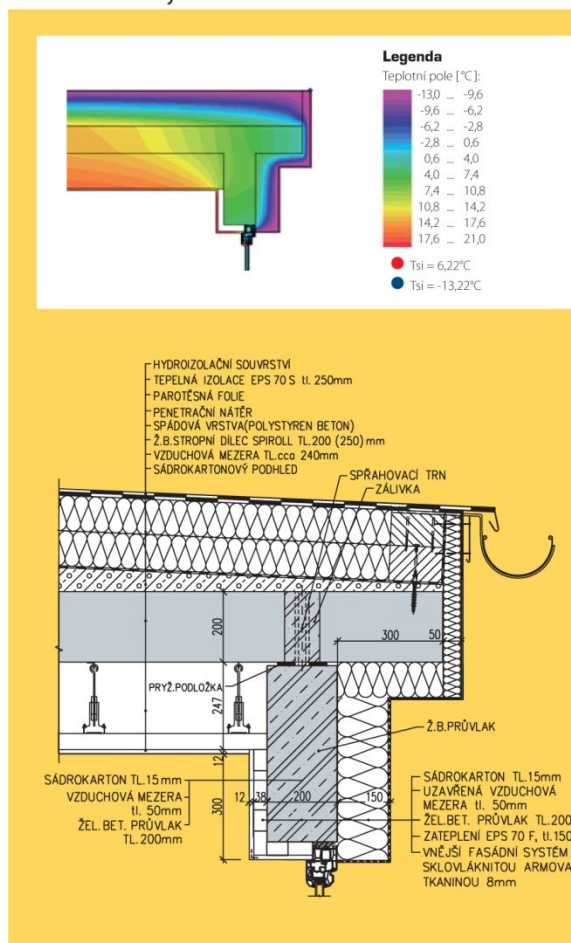 Legenda
Teplotní pole [°C]:
-13,0 ... -9,6
-9,6 ... -6,2
-6,2 ... -2,8
-2,8 ... 0,6
0,6 ... 4,0
4,0 ... 7,4
7,4 ... 10,8
10,8 ... 14,2
14,2 ... 17,6
17,6 ... 21,0
Tsi = 6,22°C
Tsi = -13,22°C
HYDROIZOLAČNÍ SOUVRSTVÍ
TEPELNÁ IZOLACE EPS 70 S tl. 250mm
PAROTĚSNÁ FOLIE
PENETRAČNÍ NÁTĚR
SPÁDOVÁ VRSTVA(POLYSTYREN BETON)
Ž.B.STROPNÍ DÍLEC SPIROLL TL.200 (250) mm
VZDUCHOVÁ MEZERA TL.cca 240mm
SÁDROKARTONOVÝ PODHLED
SPŘAHOVACÍ TRN
ZÁLIVKA
200
300
50
PRYŽ.PODLOŽKA
247
Ž.B.PRŮVLAK
12
300
12
38
200
150
SÁDROKARTON TL.15mm
VZDUCHOVÁ MEZERA
tl. 50mm
ŽEL.BET. PRŮVLAK
TL.200mm
SÁDROKARTON TL.15mm
UZAVŘENÁ VZDUCHOVÁ
MEZERA tl. 50mm
ŽEL.BET. PRŮVLAK TL.200
ZATEPLENÍ EPS 70 F, tl.150
VNĚJŠÍ FASÁDNÍ SYSTÉM
SKLOVLÁKNITOU ARMOVA
TKANINOU 8mm